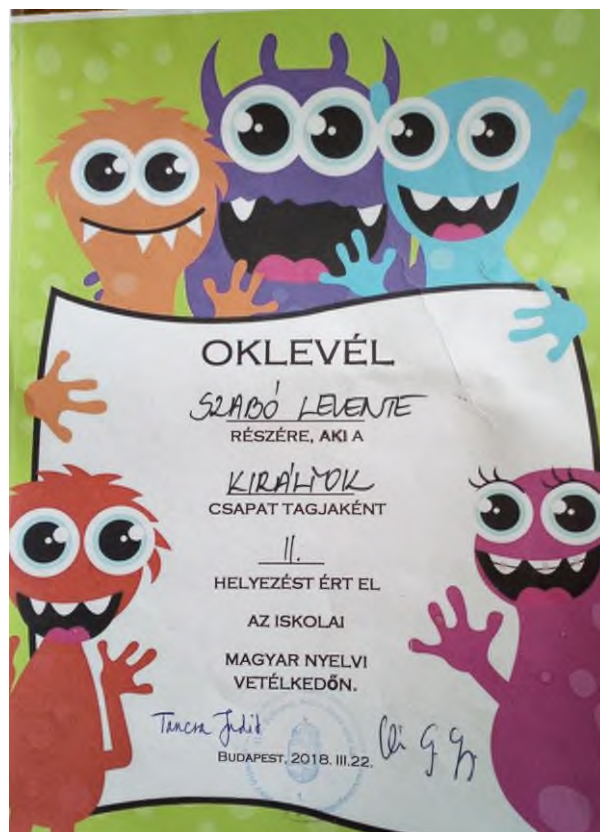 OKLEVÉL
SZABÓ LEVENTE
RÉSZÉRE, AKI A
KIRÁLYOK
CSAPAT TAGJAKÉNT
II.
HELYEZÉST ÉRT EL
AZ ISKOLAI
MAGYAR NYELVI
VETÉLKEDŐN.
Tancsa Judit
BUDAPEST, 2018. III.22.